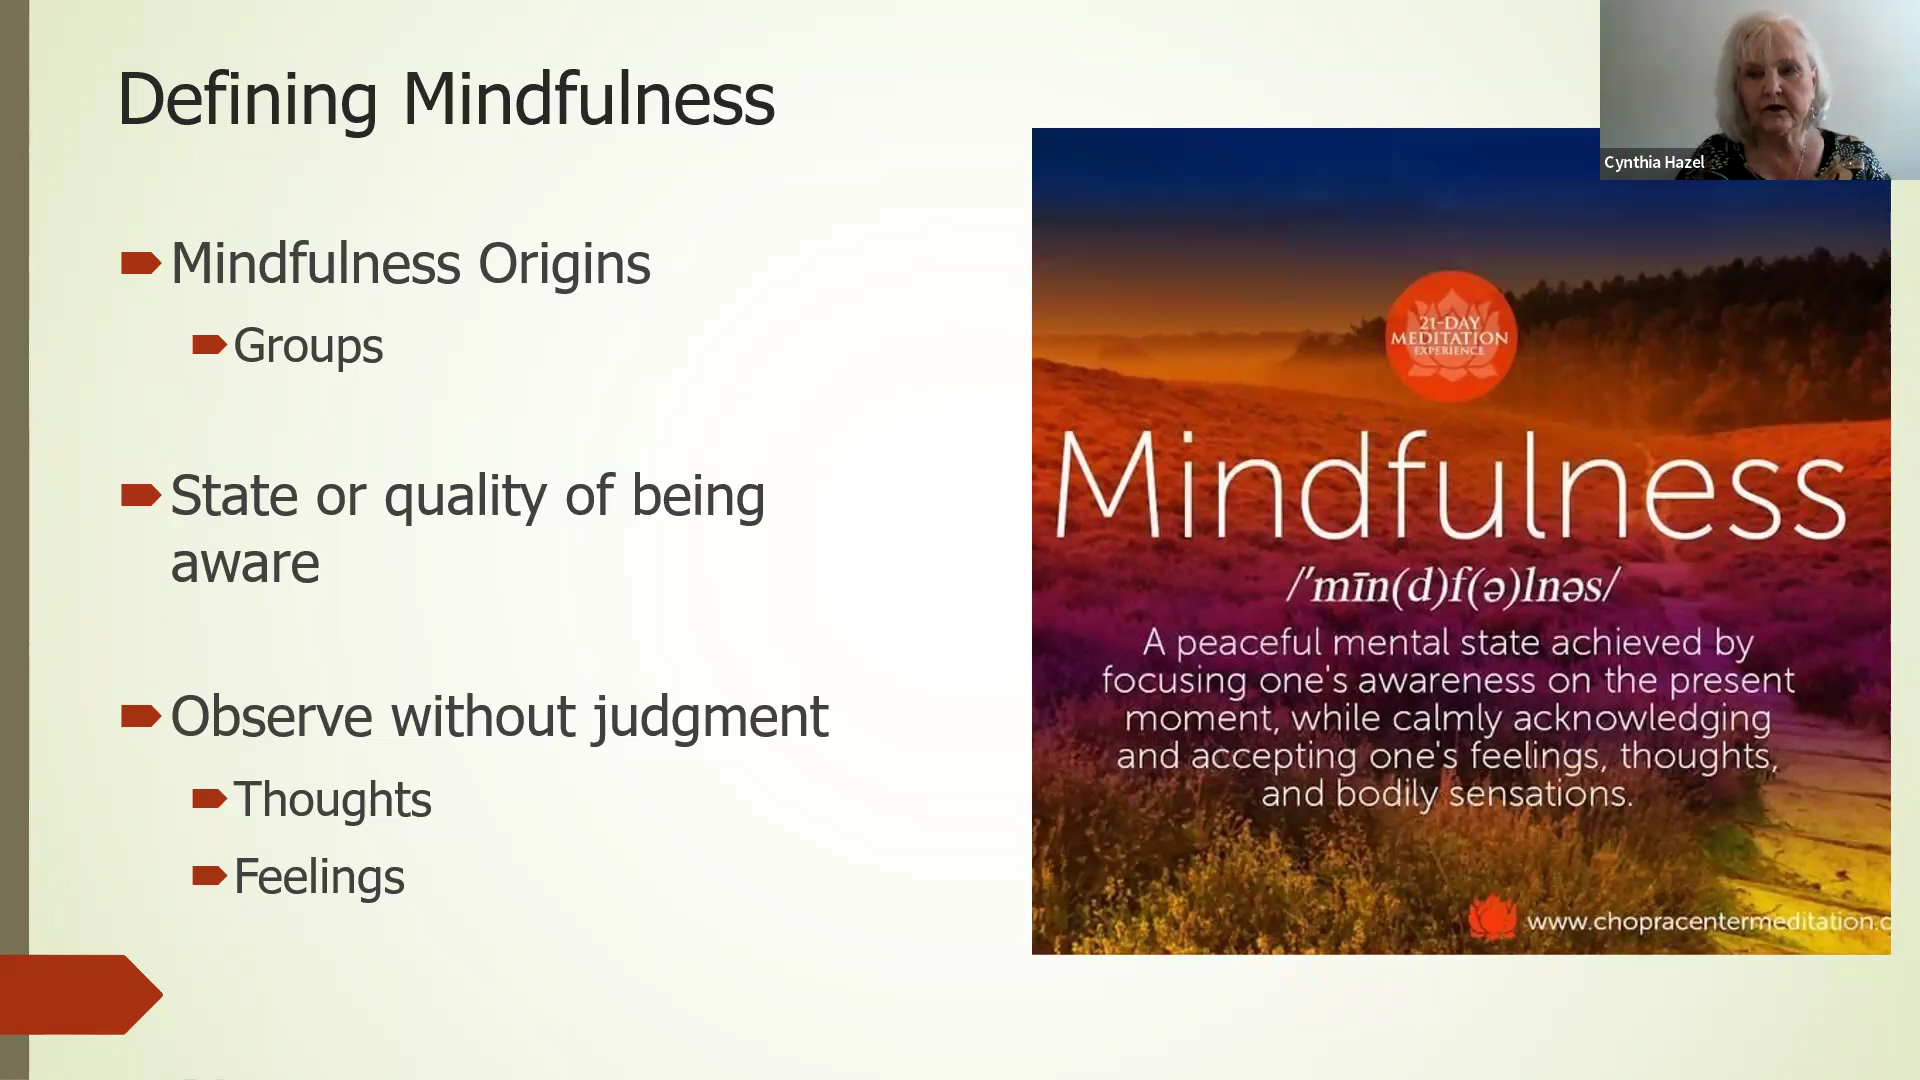 Defining Mindfulness
Mindfulness Origins
Groups
State or quality of being
aware
Observe without judgment
Thoughts
Feelings
Cynthia Hazel
21-DAY
MEDITATION
EXPERIENCE
Mindfulness
/'mīn(d)f(ə)lnəs/
A peaceful mental state achieved by
focusing one's awareness on the present
moment, while calmly acknowledging
and accepting one's feelings, thoughts,
and bodily sensations.
www.chopracentermeditation.c